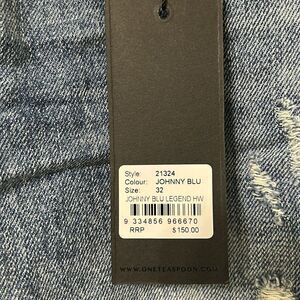 Style: 21324
Colour: JOHNNY BLU
Size: 32
JOHNNY BLU LEGEND HW
9 334856 966670
RRP $150.00
WWW.ONETEASPOON.COM